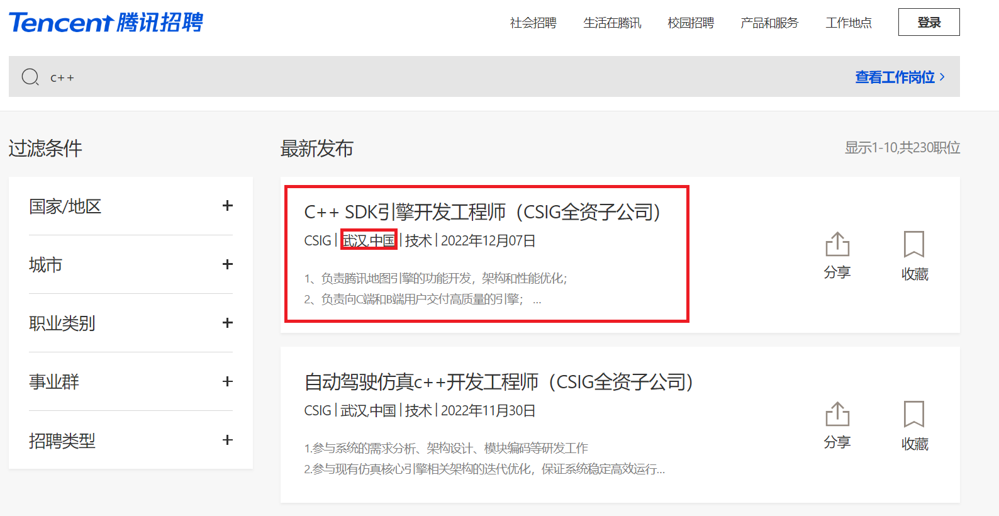 Tencent 腾讯招聘
社会招聘 生活在腾讯 校园招聘 产品和服务 工作地点 登录
c++ 查看工作岗位 >
过滤条件
国家/地区 +
城市 +
职业类别 +
事业群 +
招聘类型 +
最新发布 显示1-10,共230职位
C++ SDK引擎开发工程师（CSIG全资子公司）
CSIG | 武汉,中国 | 技术 | 2022年12月07日
1、负责腾讯地图引擎的功能开发，架构和性能优化；
2、负责向C端和B端用户交付高质量的引擎； ...
分享 收藏
自动驾驶仿真c++开发工程师（CSIG全资子公司）
CSIG | 武汉,中国 | 技术 | 2022年11月30日
1.参与系统的需求分析、架构设计、模块编码等研发工作
2.参与现有仿真核心引擎相关架构的迭代优化，保证系统稳定高效运行...
分享 收藏